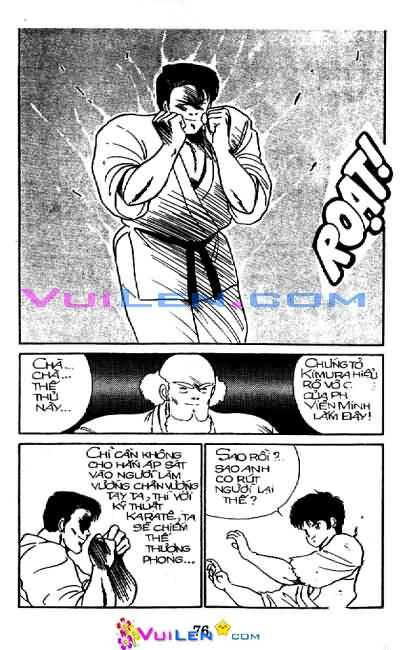 ROẠT!
VuiLen.com
CHÀ...
CHÀ...
THẾ
THỦ
NÀY...
CHỨNG TỎ
KIMURA HIỂU
RÕ VÕ C
CỦA PH
VIÊN MINH
LẮM ĐÂY!
CHỈ CẦN KHÔNG
CHO HẮN ÁP SÁT
VÀO NGƯỜI LÀM
VƯỚNG CHÂN VƯỚNG
TAY TA, THÌ VỚI
KỸ THUẬT
KARATÊ, TA
SẼ CHIẾM
THẾ
THƯỢNG
PHONG...
SAO RỒI?
SAO ANH
CO RÚT
NGƯỜI LẠI
THẾ?
76
VuiLen.com